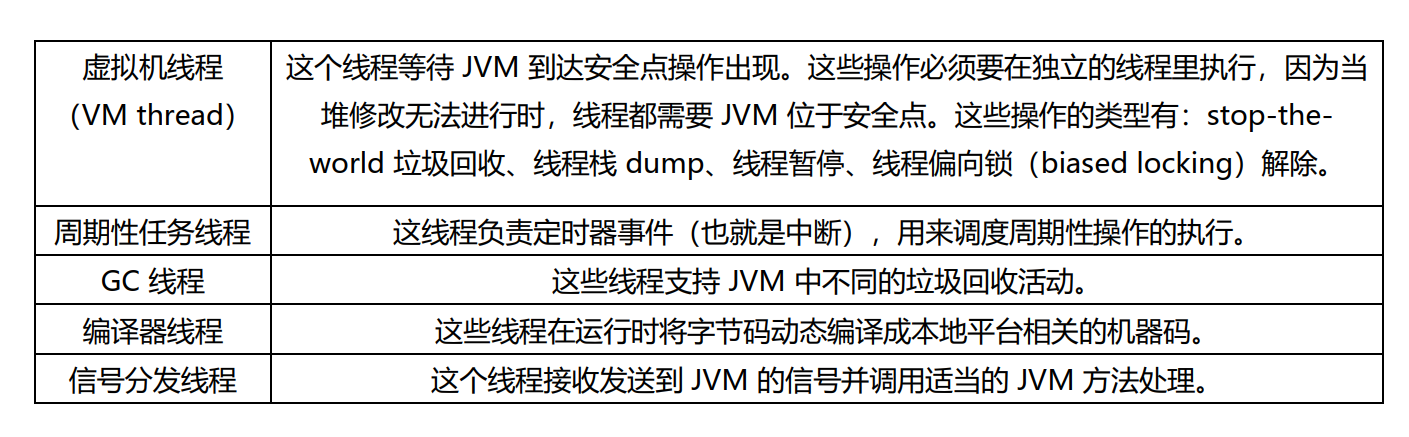 虚拟机线程
（VM thread）
这个线程等待 JVM 到达安全点操作出现。这些操作必须要在独立的线程里执行，因为当
堆修改无法进行时，线程都需要 JVM 位于安全点。这些操作的类型有：stop-the-
world 垃圾回收、线程栈 dump、线程暂停、线程偏向锁（biased locking）解除。
周期性任务线程
这线程负责定时器事件（也就是中断），用来调度周期性操作的执行。
GC 线程
这些线程支持 JVM 中不同的垃圾回收活动。
编译器线程
这些线程在运行时将字节码动态编译成本地平台相关的机器码。
信号分发线程
这个线程接收发送到 JVM 的信号并调用适当的 JVM 方法处理。